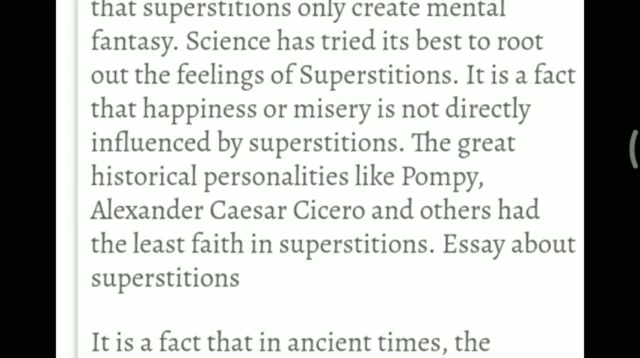 that superstitions only create mental
fantasy. Science has tried its best to root
out the feelings of Superstitions. It is a fact
that happiness or misery is not directly
influenced by superstitions. The great
historical personalities like Pompy,
Alexander Caesar Cicero and others had
the least faith in superstitions. Essay about
superstitions
It is a fact that in ancient times, the